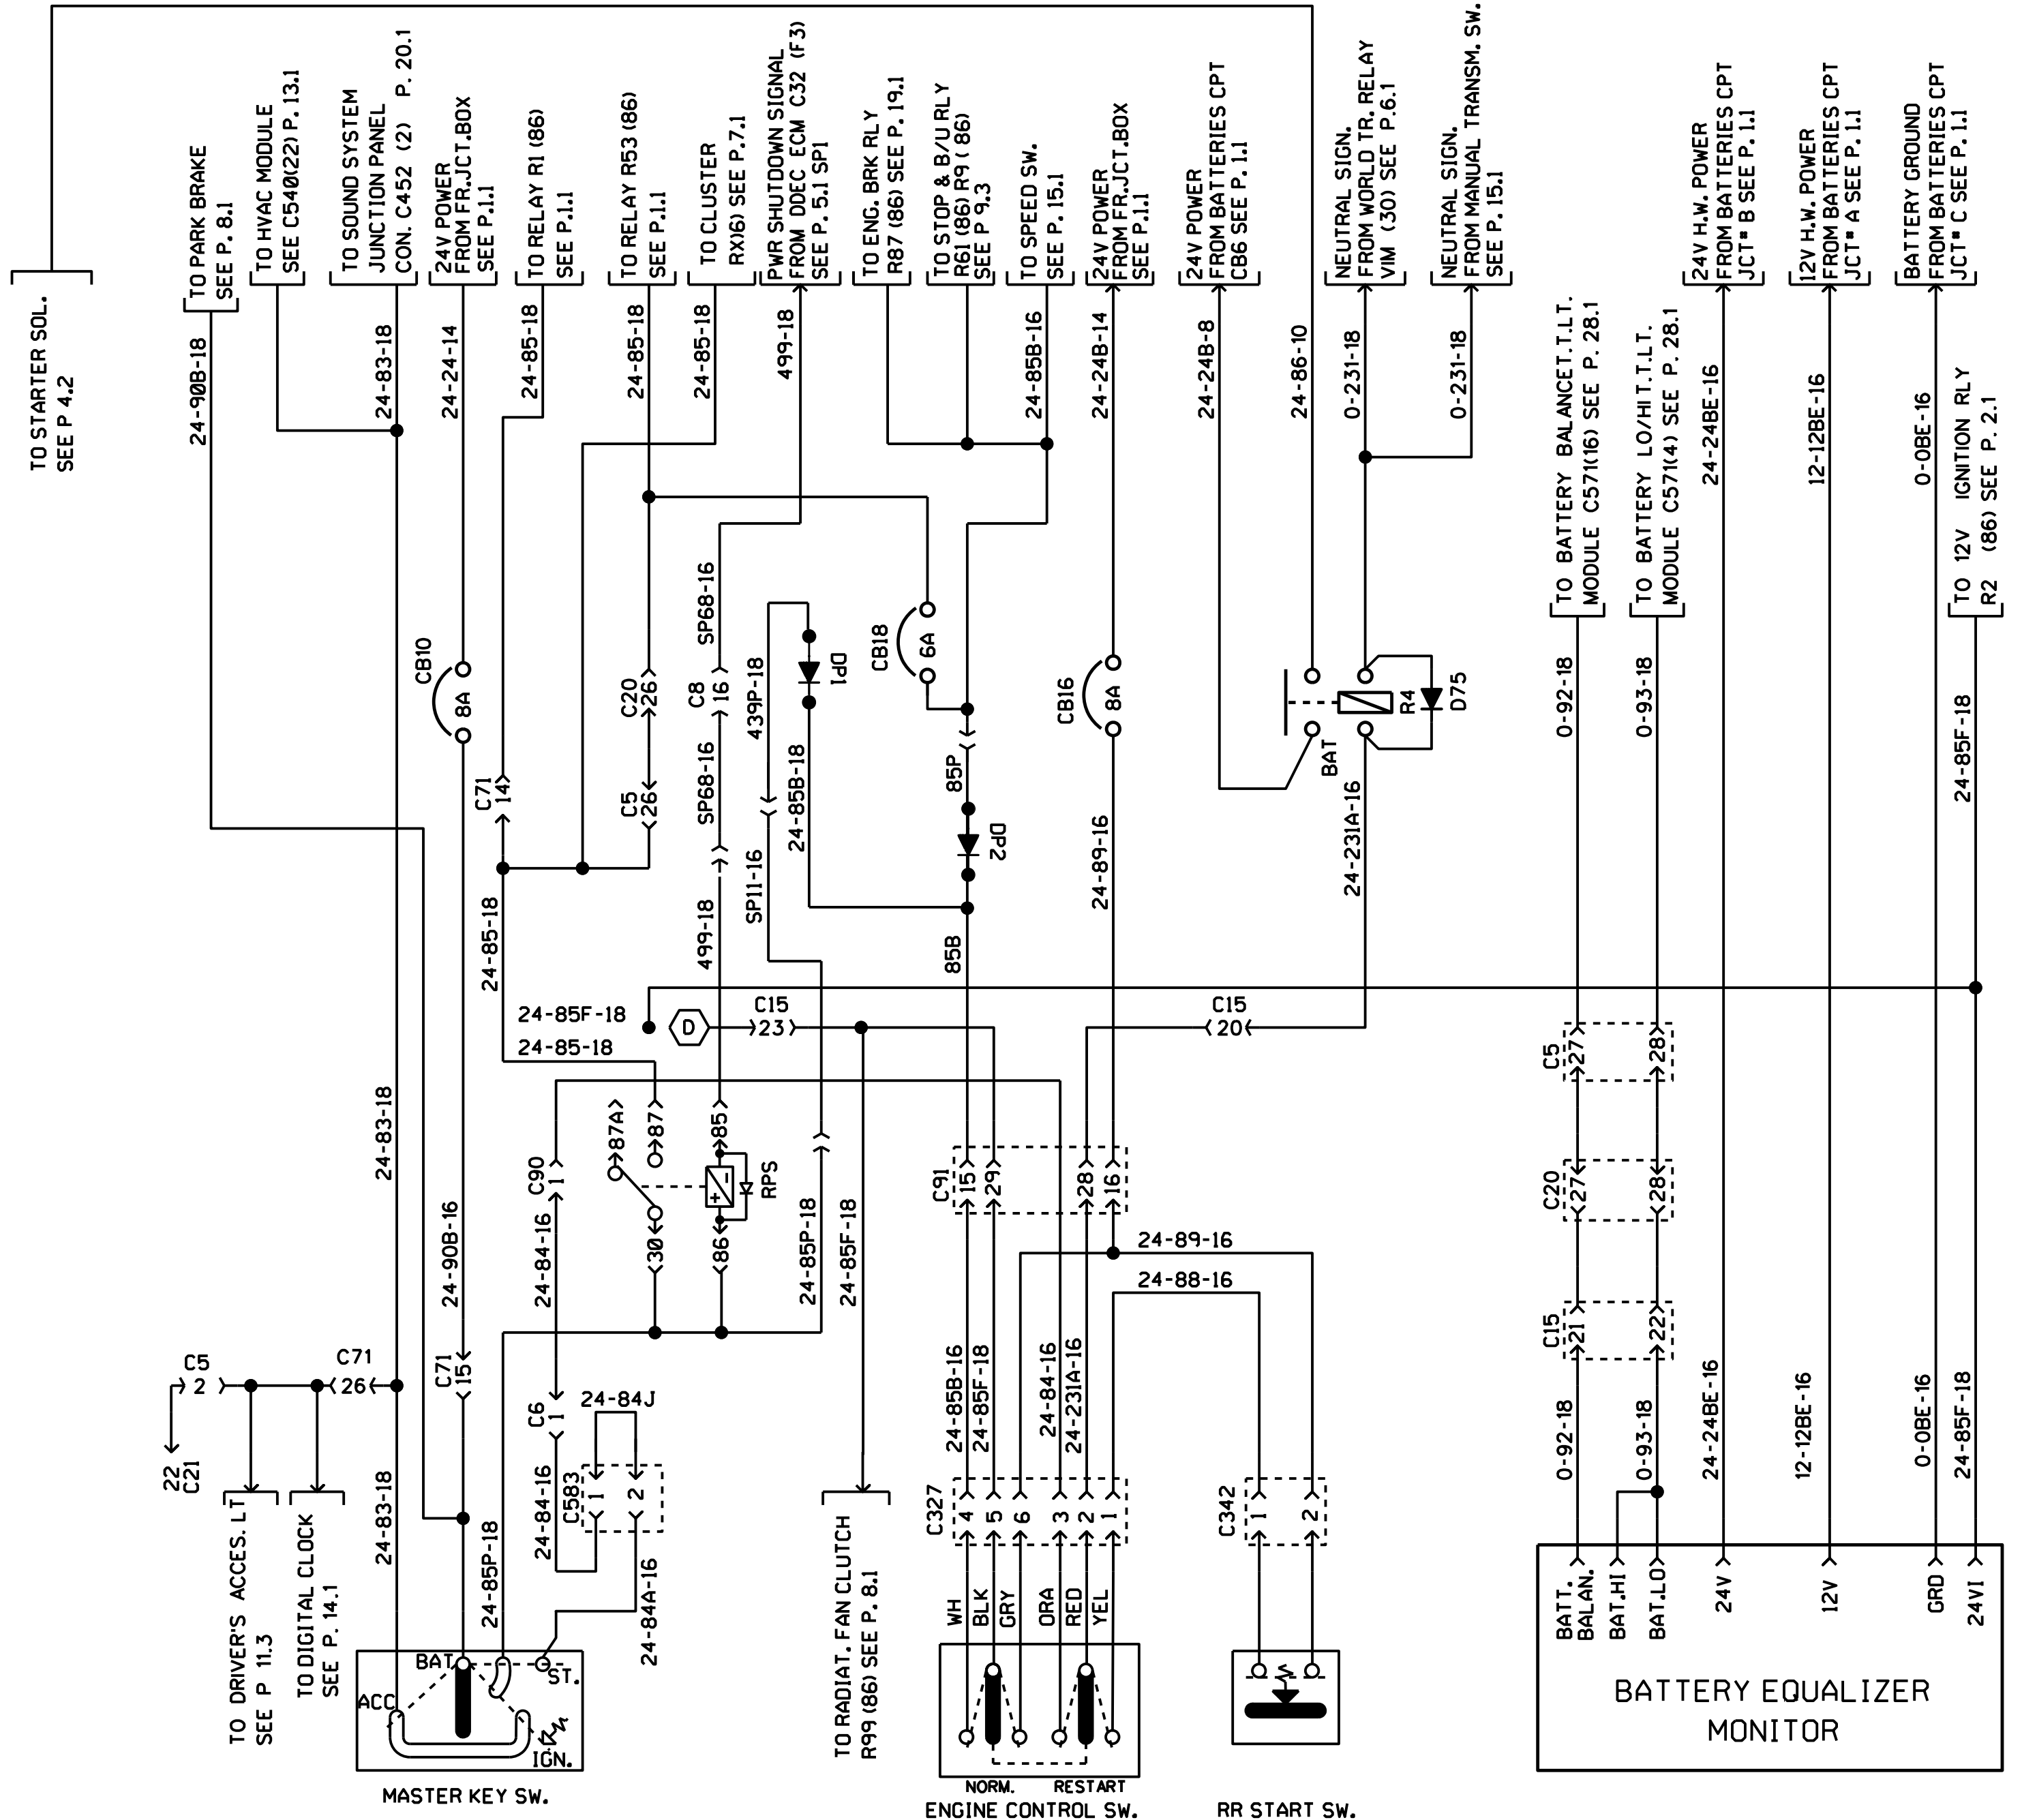 TO STARTER SOL.
SEE P 4.2
TO PARK BRAKE
SEE P. 8.1
TO HVAC MODULE
SEE C540(22) P. 13.1
TO SOUND SYSTEM
JUNCTION PANEL
CON. C452 (2) P. 20.1
24V POWER
FROM FR.JCT.BOX
SEE P.1.1
TO RELAY R1 (86)
SEE P.1.1
TO RELAY R53 (86)
SEE P.1.1
TO CLUSTER
RX)6) SEE P.7.1
PWR SHUTDOWN SIGNAL
FROM DDEC ECM C32 (F3)
SEE P. 5.1 SP1
TO ENG. BRK RLY
R87 (86) SEE P. 19.1
TO STOP & B/U RLY
R61 (86) R9 ( 86)
SEE P 9.3
TO SPEED SW.
SEE P. 15.1
24V POWER
FROM FR.JCT.BOX
SEE P.1.1
24V POWER
FROM BATTERIES CPT
CB6 SEE P. 1.1
NEUTRAL SIGN.
FROM WORLD TR. RELAY
VIM (30) SEE P.6.1
NEUTRAL SIGN.
FROM MANUAL TRANSM. SW.
SEE P. 15.1
TO BATTERY BALANCET.T.LT.
MODULE C571(16) SEE P. 28.1
TO BATTERY LO/HI T.T.LT.
MODULE C571(4) SEE P. 28.1
24V H.W. POWER
FROM BATTERIES CPT
JCT# B SEE P. 1.1
12V H.W. POWER
FROM BATTERIES CPT
JCT# A SEE P. 1.1
BATTERY GROUND
FROM BATTERIES CPT
JCT# C SEE P. 1.1
TO 12V IGNITION RLY
R2 (86) SEE P. 2.1
24-90B-18
24-83-18
24-24-14
24-85-18
24-85-18
24-85-18
499-18
24-85B-16
24-24B-14
24-24B-8
24-86-10
0-231-18
0-231-18
24-24BE-16
12-12BE-16
0-0BE-16
CB10
8A
C71
14
C20
26
C5
26
SP68-16
C8
16
SP68-16
439P-18
DP1
24-85B-18
SP11-16
CB18
6A
85P
DP2
85B
CB16
8A
24-89-16
BAT
R4
D75
24-231A-16
0-92-18
0-93-18
24-85F-18
24-85-18
499-18
24-85F-18
D
C15
23
C15
20
24-85-18
C5
27
28
C20
27
28
C15
21
22
24-83-18
24-90B-16
C90
1
24-84-16
87A
87
85
RPS
+
-
30
86
24-85P-18
24-85F-18
C91
15
29
28
16
24-89-16
24-88-16
C5
2
C71
26
22
C21
C71
15
C6
1
24-84J
24-84-16
C583
1
2
24-84A-16
24-85P-18
24-83-18
TO DRIVER'S ACCES. LT
SEE P 11.3
TO DIGITAL CLOCK
SEE P. 14.1
TO RADIAT. FAN CLUTCH
R99 (86) SEE P. 8.1
24-85B-16
24-85F-18
24-84-16
24-231A-16
C327
4
5
6
3
2
1
WH
BLK
GRY
ORA
RED
YEL
C342
1
2
0-92-18
0-93-18
24-24BE-16
12-12BE-16
0-0BE-16
24-85F-18
BATT.
BALAN.
BAT.HI
BAT.LO
24V
12V
GRD
24VI
BATTERY EQUALIZER
MONITOR
BAT
ST.
ACC
IGN.
MASTER KEY SW.
NORM.
RESTART
ENGINE CONTROL SW.
RR START SW.